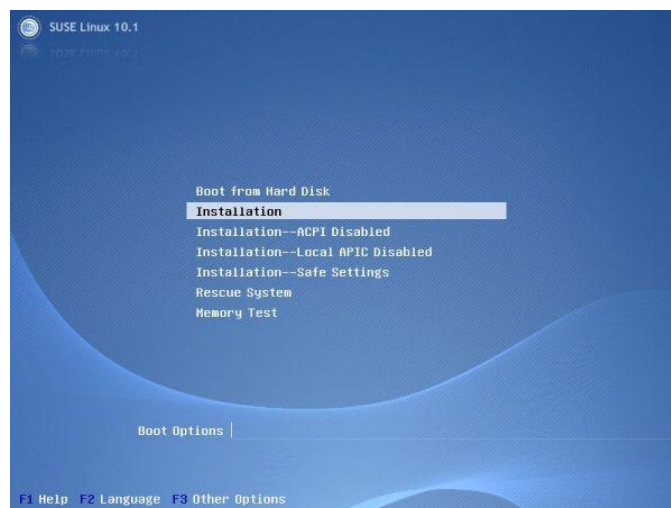 SUSE Linux 10.1
Boot from Hard Disk
Installation
Installation--ACPI Disabled
Installation--Local APIC Disabled
Installation--Safe Settings
Rescue System
Memory Test
Boot Options
F1 Help F2 Language F3 Other Options